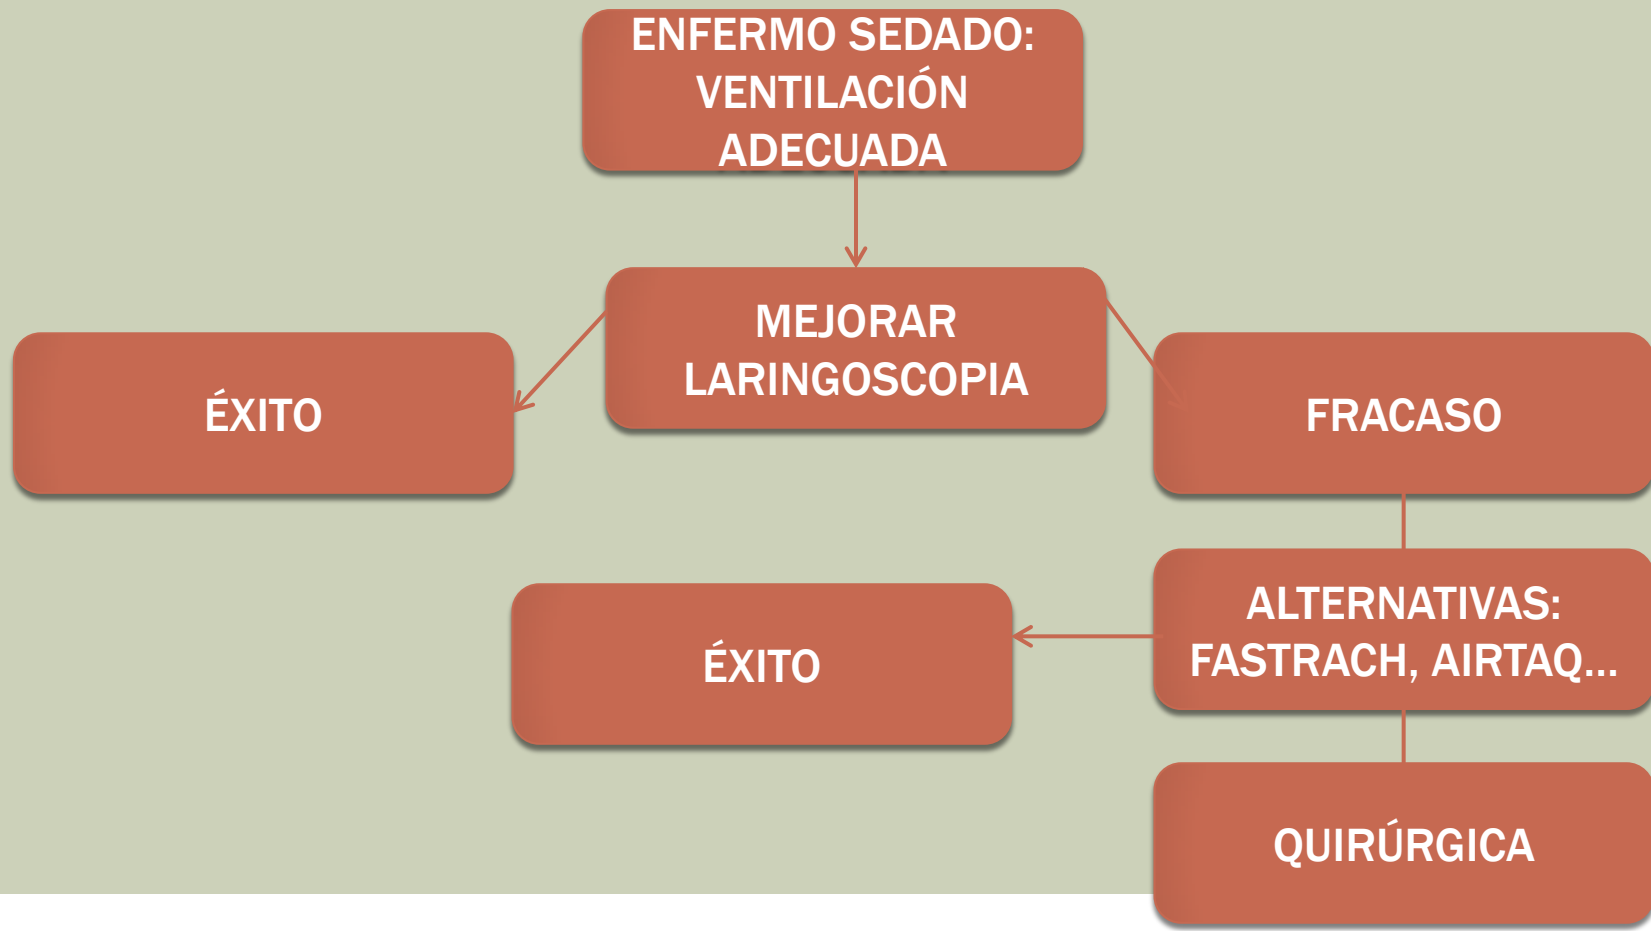 ENFERMO SEDADO:
VENTILACIÓN
ADECUADA
MEJORAR
LARINGOSCOPIA
ÉXITO
FRACASO
ALTERNATIVAS:
FASTRACH, AIRTAQ...
ÉXITO
QUIRÚRGICA